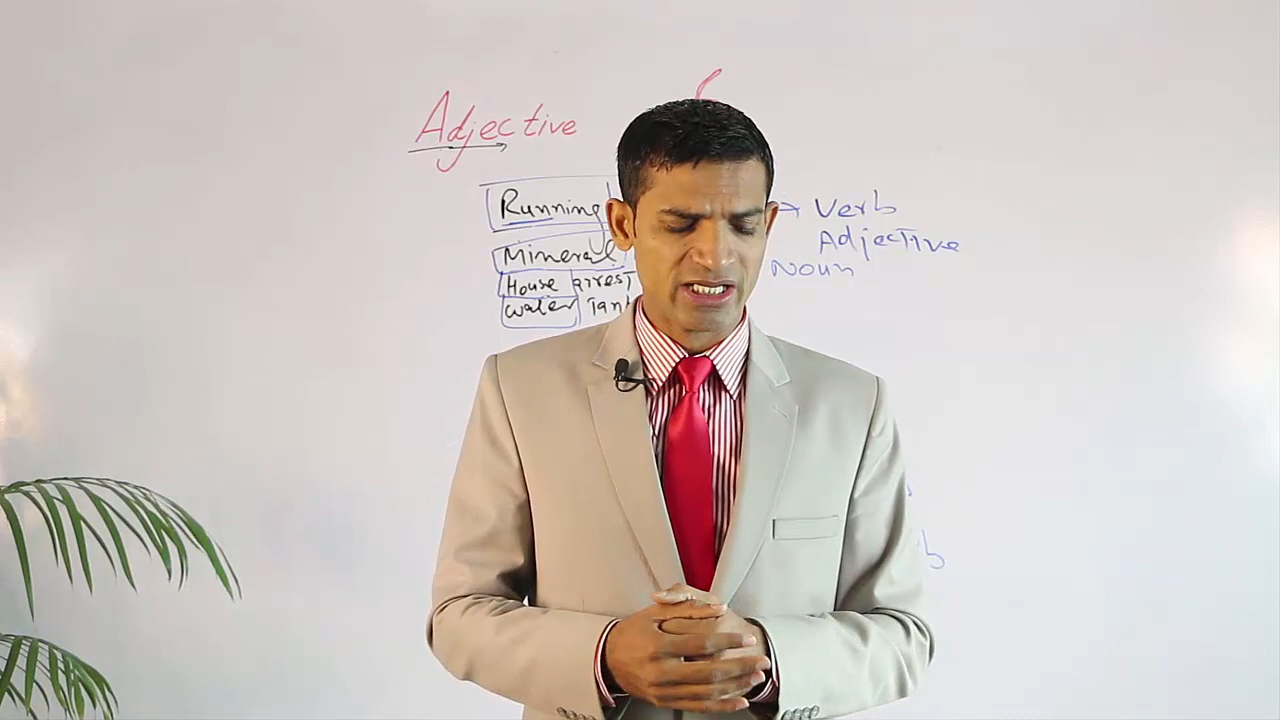 Adjective
Running → Verb
Adjective
Mineral Noun
House arrest
water